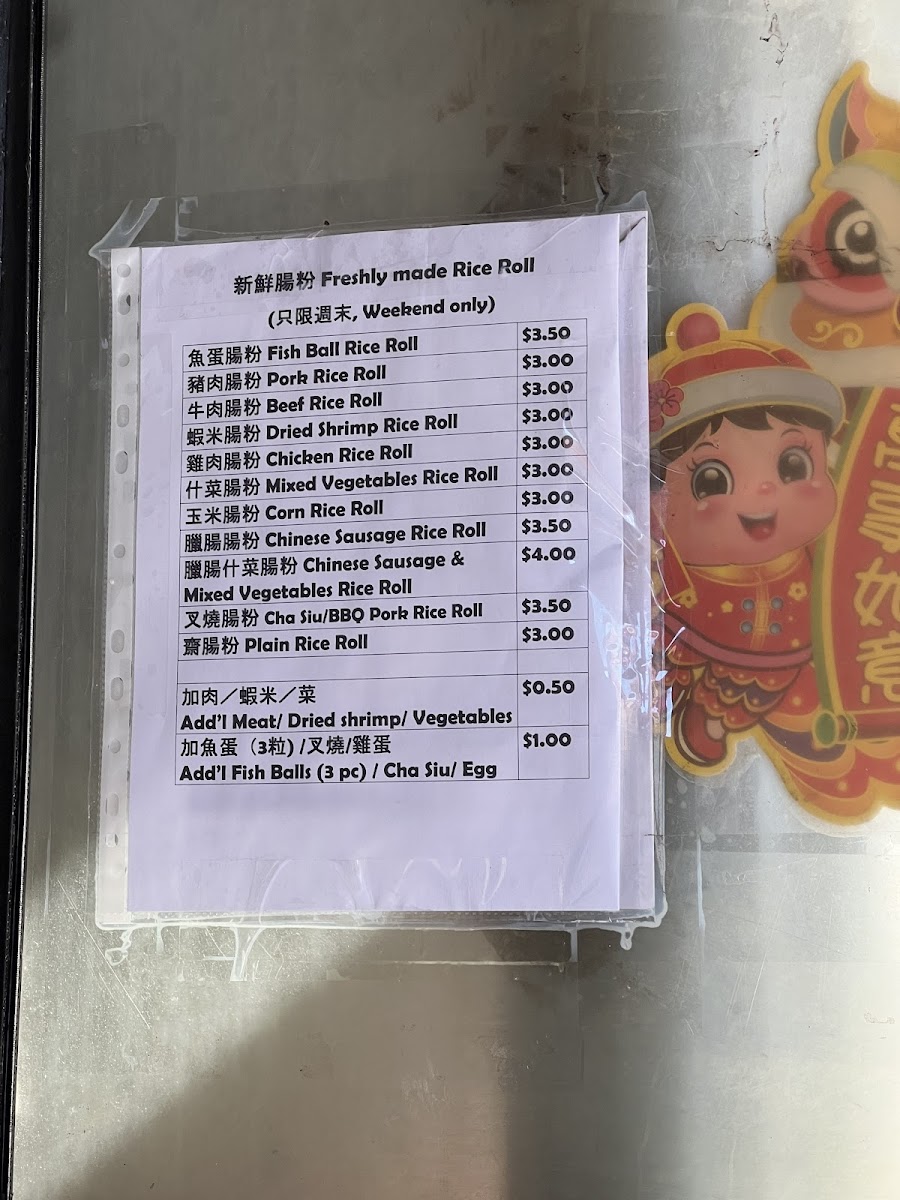 新鮮腸粉 Freshly made Rice Roll
(只限週末, Weekend only)
魚蛋腸粉 Fish Ball Rice Roll $3.50
豬肉腸粉 Pork Rice Roll $3.00
牛肉腸粉 Beef Rice Roll $3.00
蝦米腸粉 Dried Shrimp Rice Roll $3.00
雞肉腸粉 Chicken Rice Roll $3.00
什菜腸粉 Mixed Vegetables Rice Roll $3.00
玉米腸粉 Corn Rice Roll $3.00
臘腸腸粉 Chinese Sausage Rice Roll $3.50
臘腸什菜腸粉 Chinese Sausage & $4.00
Mixed Vegetables Rice Roll
叉燒腸粉 Cha Siu/BBQ Pork Rice Roll $3.50
齋腸粉 Plain Rice Roll $3.00
加肉／蝦米／菜 $0.50
Add'l Meat/ Dried shrimp/ Vegetables
加魚蛋（3粒) /叉燒/雞蛋 $1.00
Add'l Fish Balls (3 pc) / Cha Siu/ Egg
事
如
意